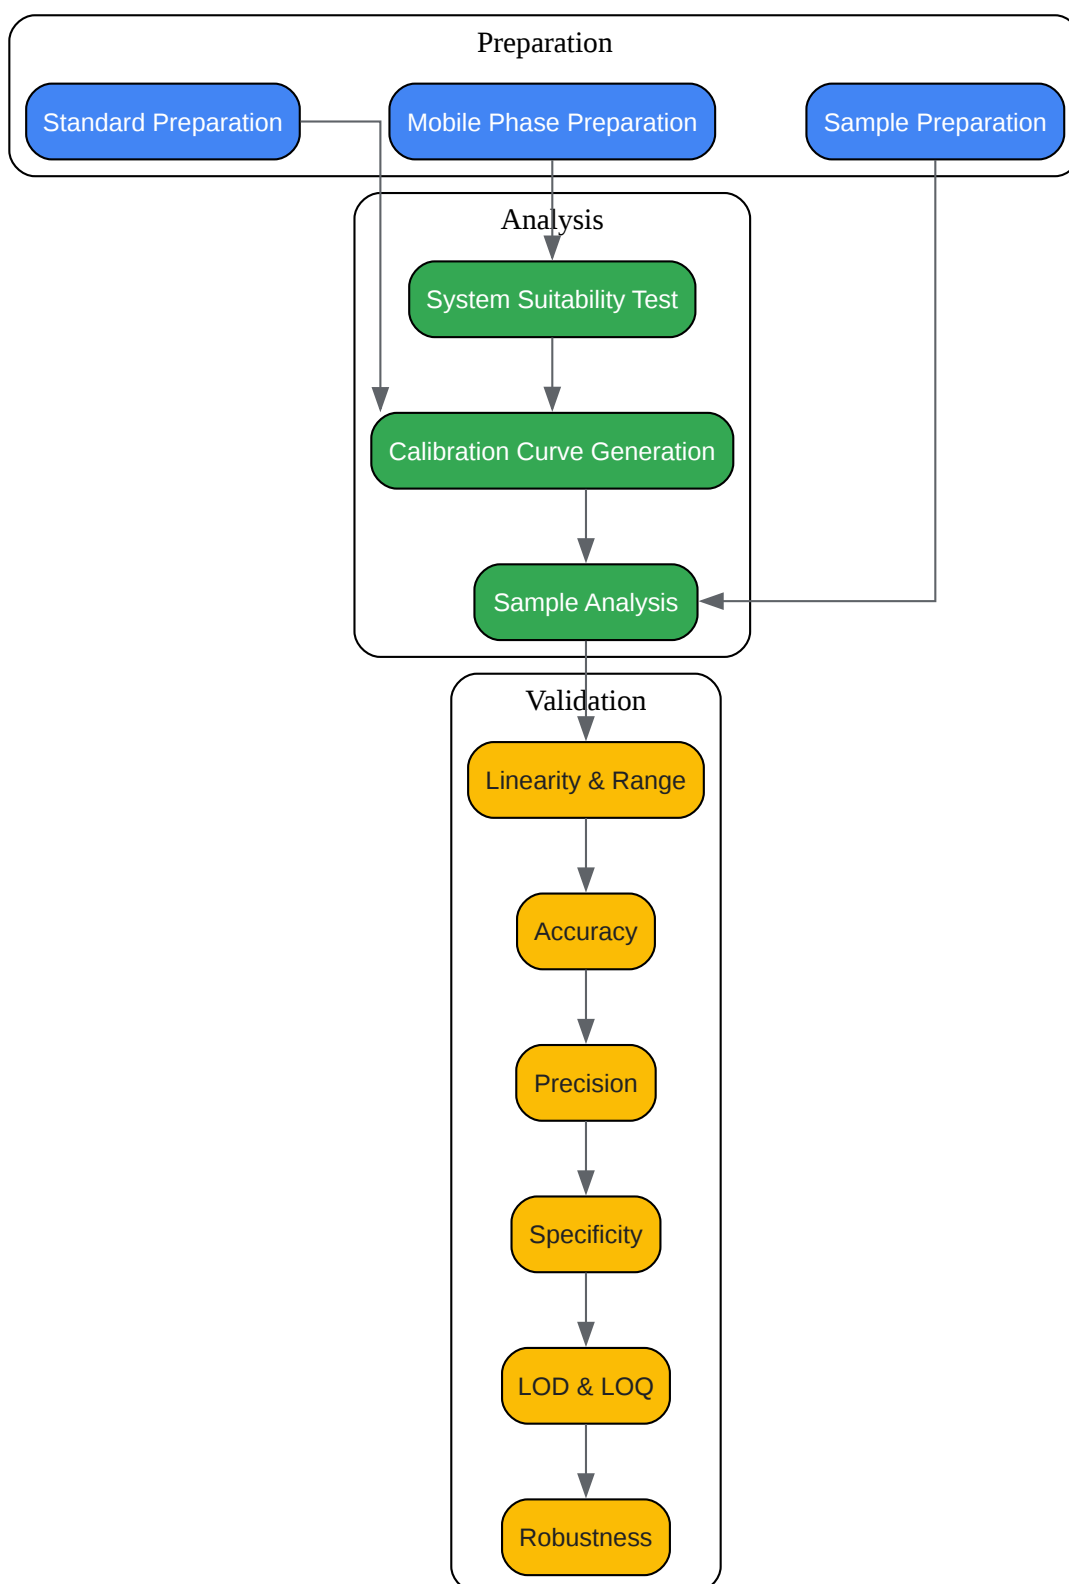 Preparation
Standard Preparation
Mobile Phase Preparation
Sample Preparation
Analysis
System Suitability Test
Calibration Curve Generation
Sample Analysis
Validation
Linearity & Range
Accuracy
Precision
Specificity
LOD & LOQ
Robustness